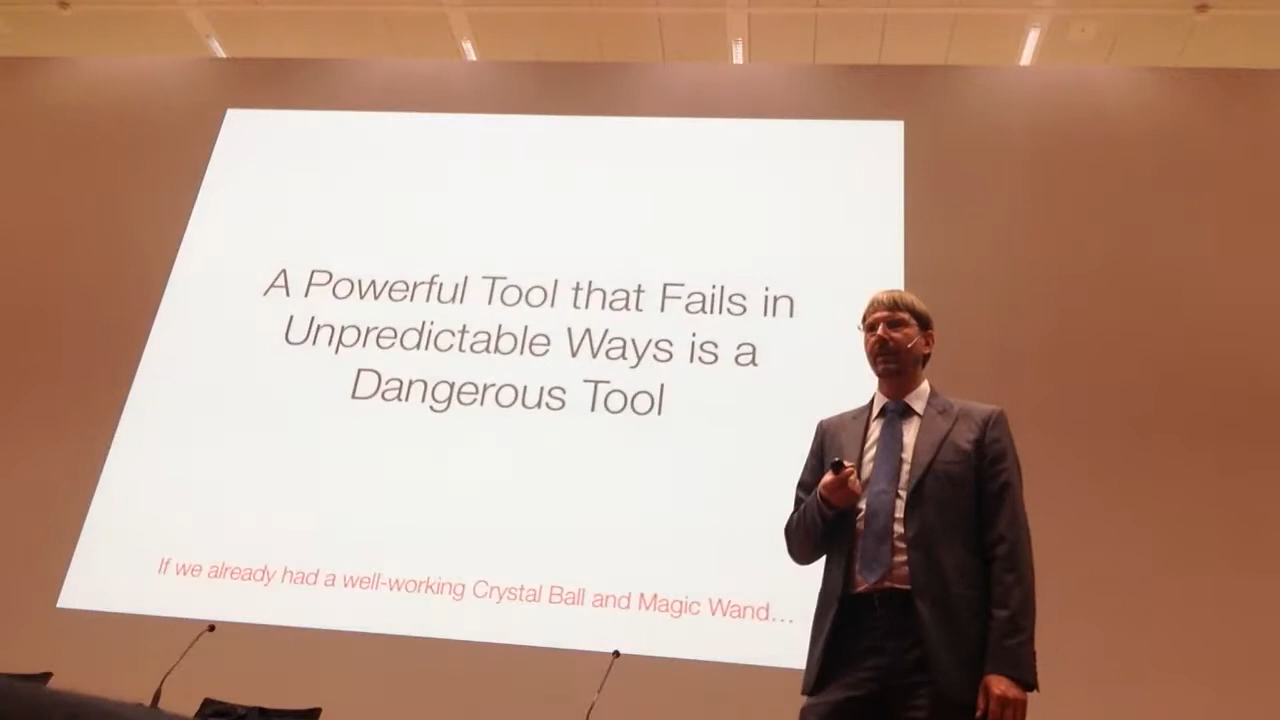 A Powerful Tool that Fails in
Unpredictable Ways is a
Dangerous Tool
If we already had a well-working Crystal Ball and Magic Wand...